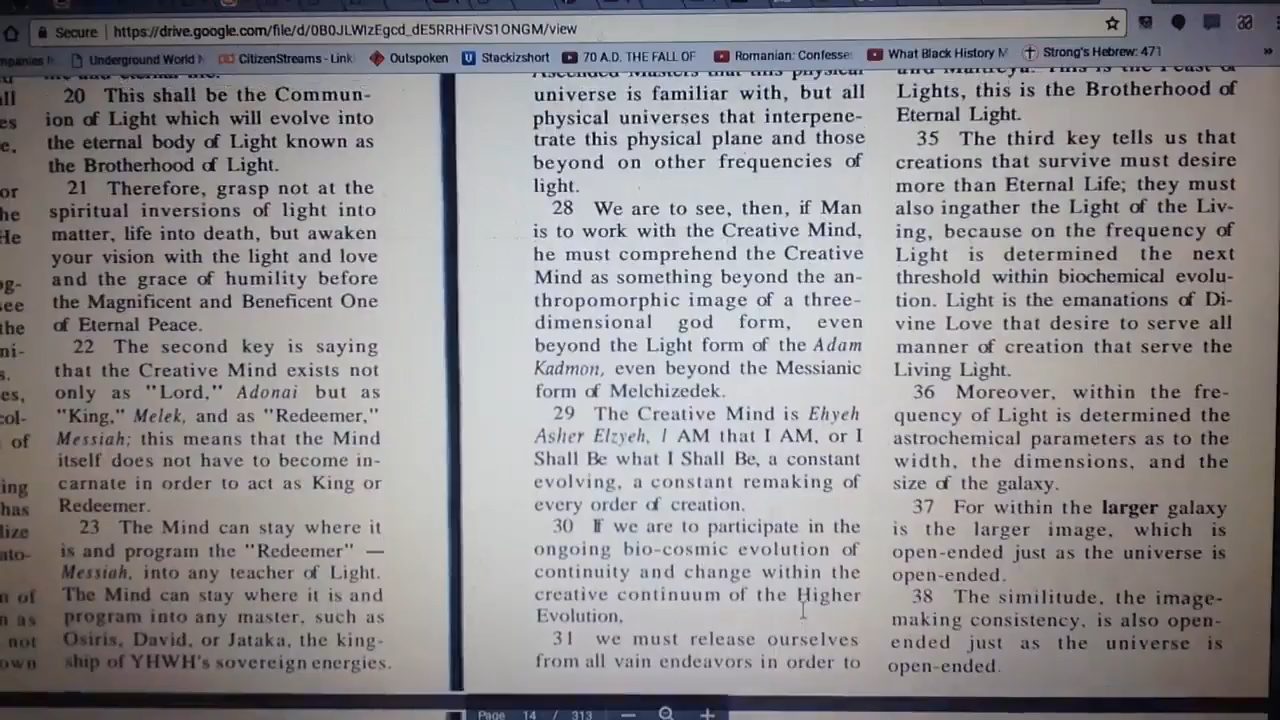 Secure | https://drive.google.com/file/d/0B0JLWIzEgcd_dE5RRHFiVS1ONGM/view
Underground World
CitizenStreams - Link
Outspoken
Stackizshort
70 A.D. THE FALL OF
Romanian: Confesse
What Black History M
Strong's Hebrew: 471
20 This shall be the Commun-
ion of Light which will evolve into
the eternal body of Light known as
the Brotherhood of Light.
21 Therefore, grasp not at the
spiritual inversions of light into
matter, life into death, but awaken
your vision with the light and love
and the grace of humility before
the Magnificent and Beneficent One
of Eternal Peace.
22 The second key is saying
that the Creative Mind exists not
only as "Lord," Adonai but as
"King," Melek, and as "Redeemer,"
Messiah; this means that the Mind
itself does not have to become in-
carnate in order to act as King or
Redeemer.
23 The Mind can stay where it
is and program the "Redeemer" —
Messiah, into any teacher of Light.
The Mind can stay where it is and
program into any master, such as
Osiris, David, or Jataka, the king-
ship of YHWH's sovereign energies.
Ascended Masters that this physical
universe is familiar with, but all
physical universes that interpene-
trate this physical plane and those
beyond on other frequencies of
light.
28 We are to see, then, if Man
is to work with the Creative Mind,
he must comprehend the Creative
Mind as something beyond the an-
thropomorphic image of a three-
dimensional god form, even
beyond the Light form of the Adam
Kadmon, even beyond the Messianic
form of Melchizedek.
29 The Creative Mind is Ehyeh
Asher Elzyeh, I AM that I AM, or I
Shall Be what I Shall Be, a constant
evolving, a constant remaking of
every order of creation.
30 If we are to participate in the
ongoing bio-cosmic evolution of
continuity and change within the
creative continuum of the Higher
Evolution,
31 we must release ourselves
from all vain endeavors in order to
and Maitreya. This is the Feast of
Lights, this is the Brotherhood of
Eternal Light.
35 The third key tells us that
creations that survive must desire
more than Eternal Life; they must
also ingather the Light of the Liv-
ing, because on the frequency of
Light is determined the next
threshold within biochemical evolu-
tion. Light is the emanations of Di-
vine Love that desire to serve all
manner of creation that serve the
Living Light.
36 Moreover, within the fre-
quency of Light is determined the
astrochemical parameters as to the
width, the dimensions, and the
size of the galaxy.
37 For within the larger galaxy
is the larger image, which is
open-ended just as the universe is
open-ended.
38 The similitude, the image-
making consistency, is also open-
ended just as the universe is
open-ended.
Page 14 / 313